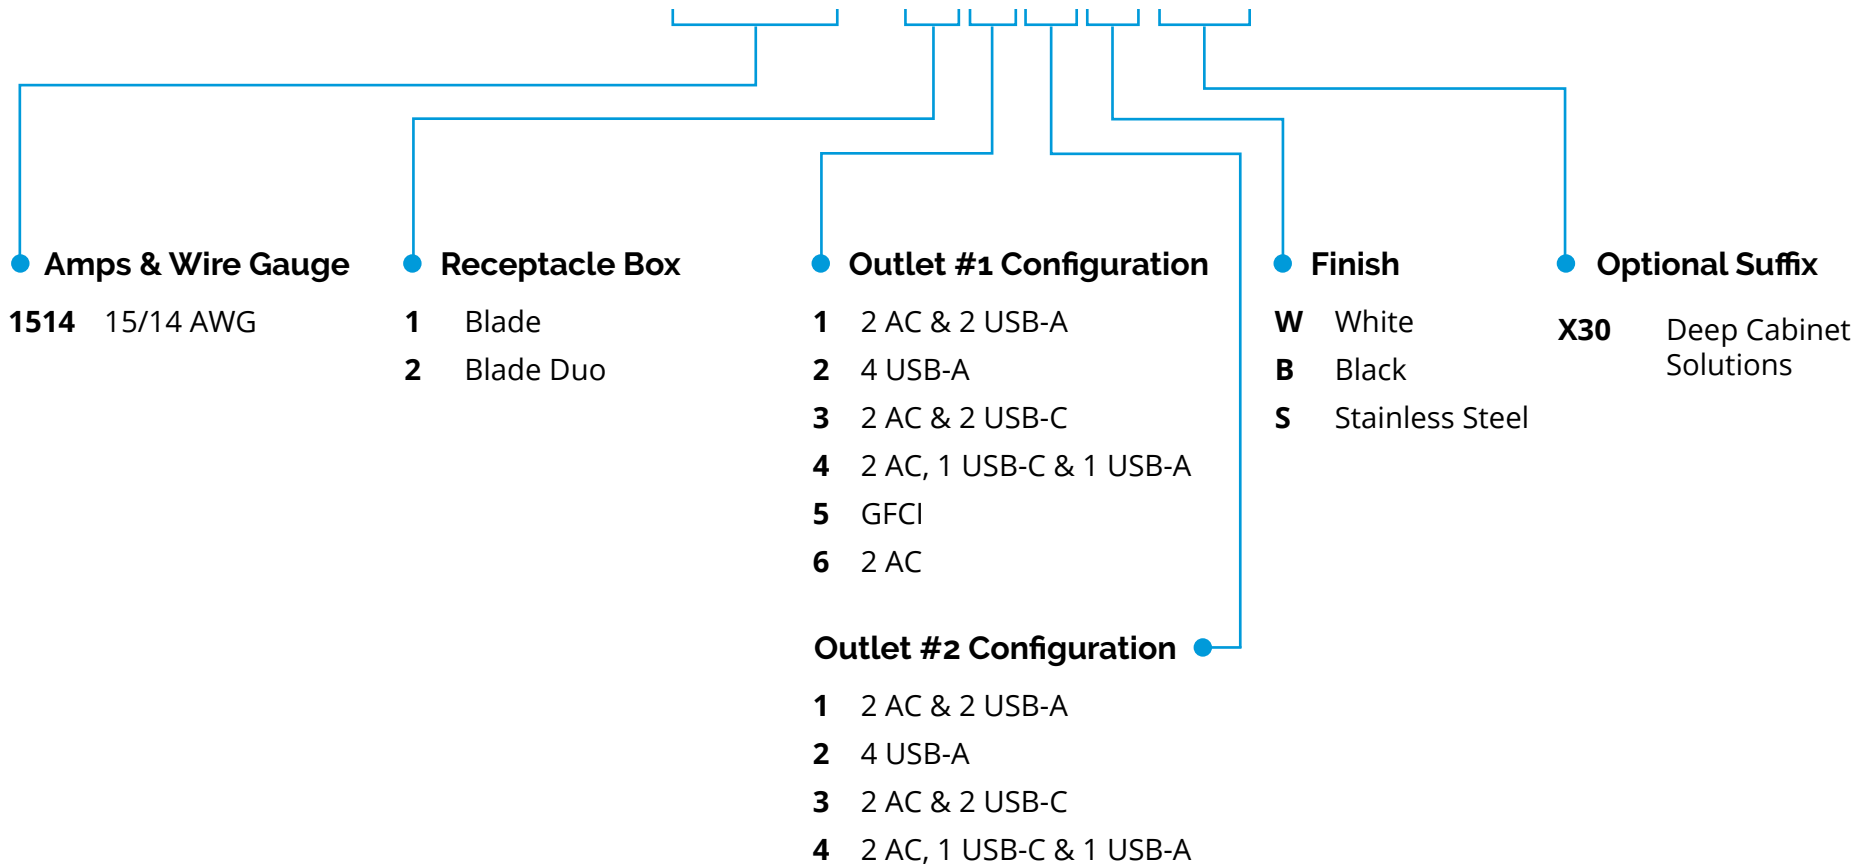 Amps & Wire Gauge
1514 15/14 AWG
Receptacle Box
1 Blade
2 Blade Duo
Outlet #1 Configuration
1 2 AC & 2 USB-A
2 4 USB-A
3 2 AC & 2 USB-C
4 2 AC, 1 USB-C & 1 USB-A
5 GFCI
6 2 AC
Outlet #2 Configuration
1 2 AC & 2 USB-A
2 4 USB-A
3 2 AC & 2 USB-C
4 2 AC, 1 USB-C & 1 USB-A
Finish
W White
B Black
S Stainless Steel
Optional Suffix
X30 Deep Cabinet
Solutions